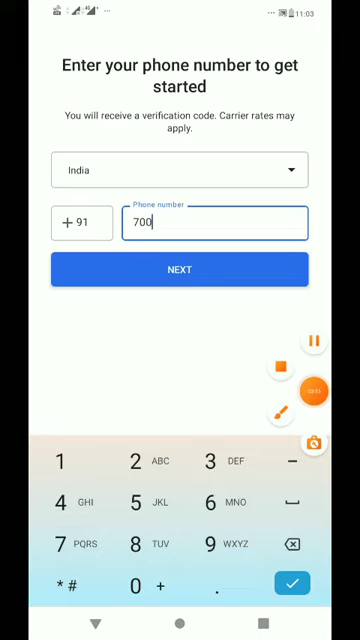 11:03
Enter your phone number to get
started
You will receive a verification code. Carrier rates may
apply.
India
Phone number
+ 91
700
NEXT
1
2 ABC
3 DEF
–
4 GHI
5 JKL
6 MNO
7 PQRS
8 TUV
9 WXYZ
* #
0 +
.